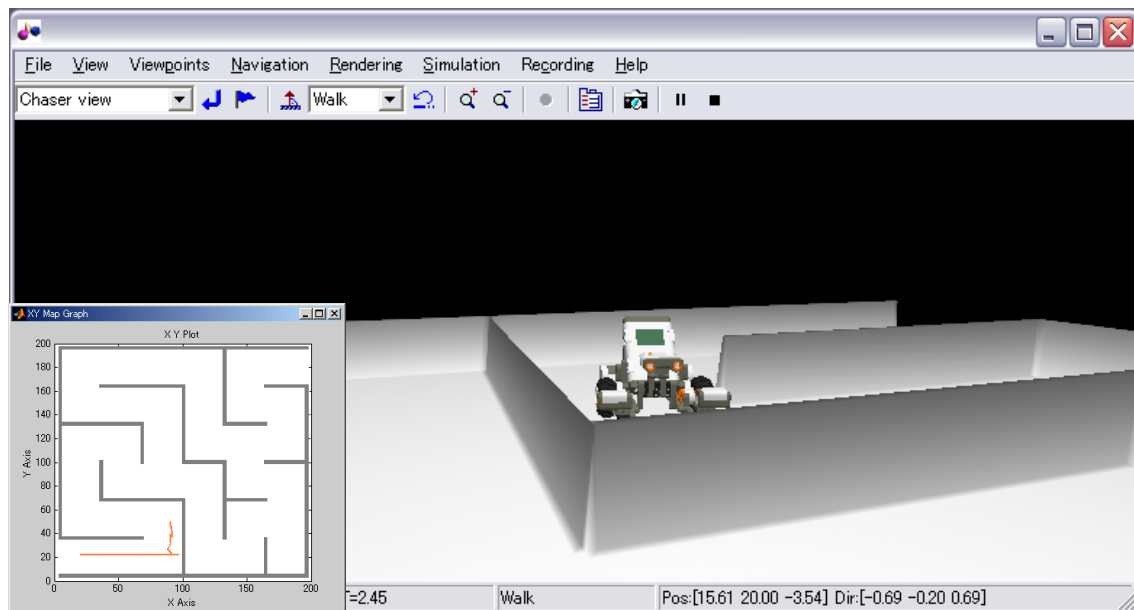 File View Viewpoints Navigation Rendering Simulation Recording Help
Chaser view
Walk
XY Map Graph
X Y Plot
200
180
160
140
120
100
80
60
40
20
0
Y Axis
0 50 100 150 200
X Axis
T=2.45
Walk
Pos:[15.61 20.00 -3.54] Dir:[-0.69 -0.20 0.69]